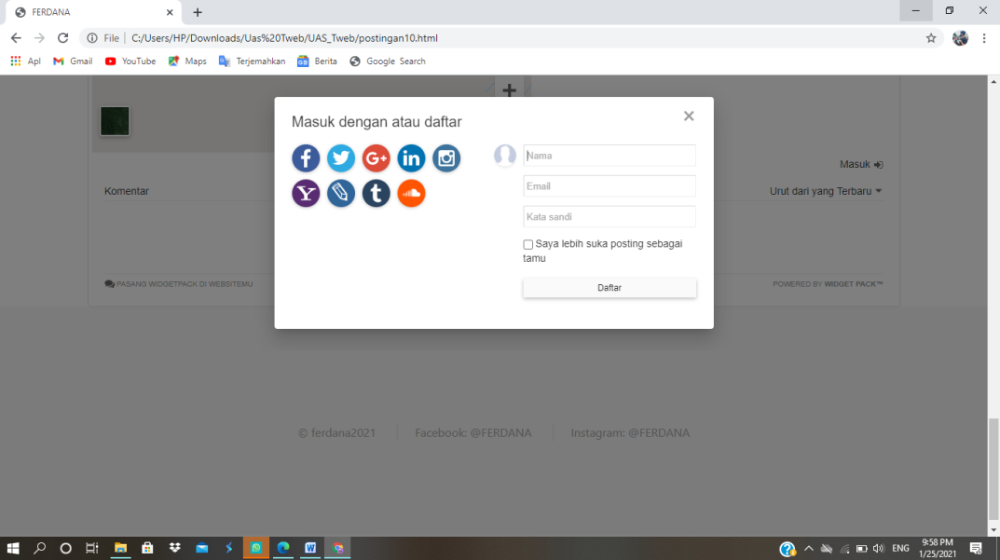 FERDANA
File | C:/Users/HP/Downloads/Uas%20Tweb/UAS_Tweb/postingan10.html
Apl Gmail YouTube Maps Terjemahkan Berita Google Search
Masuk dengan atau daftar
Nama
Email
Kata sandi
Saya lebih suka posting sebagai
tamu
Daftar
Masuk
Komentar
Urut dari yang Terbaru
PASANG WIDGETPACK DI WEBSITEMU
POWERED BY WIDGET PACK™
© ferdana2021 Facebook: @FERDANA Instagram: @FERDANA
ENG
9:58 PM
1/25/2021